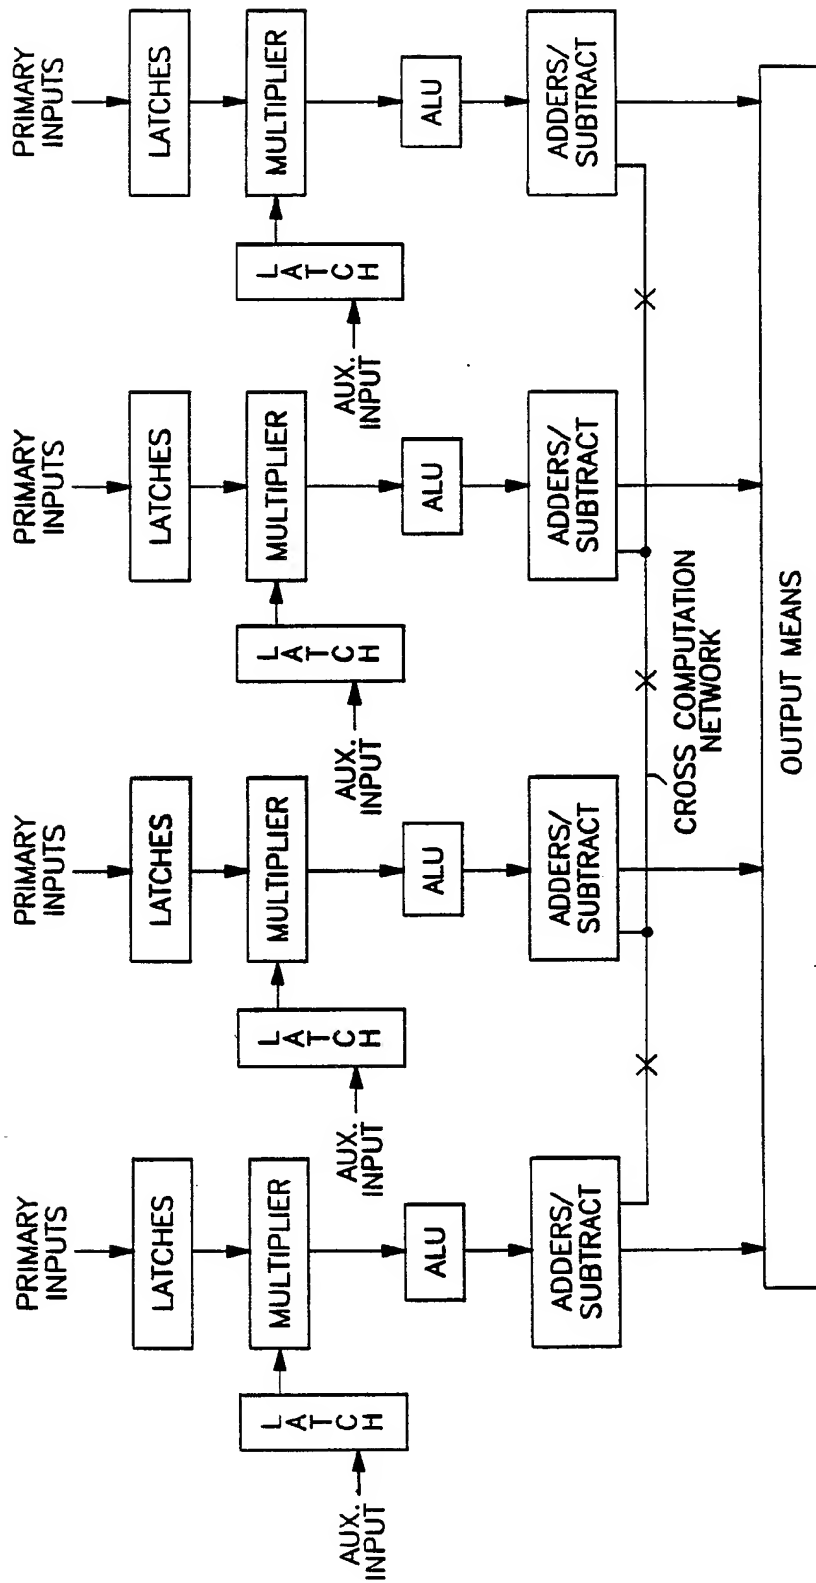 PRIMARY
INPUTS
PRIMARY
INPUTS
PRIMARY
INPUTS
PRIMARY
INPUTS
LATCHES
LATCHES
LATCHES
LATCHES
LATCH
MULTIPLIER
LATCH
MULTIPLIER
LATCH
MULTIPLIER
LATCH
MULTIPLIER
AUX.
INPUT
AUX.
INPUT
AUX.
INPUT
AUX.
INPUT
ALU
ALU
ALU
ALU
ADDERS/
SUBTRACT
ADDERS/
SUBTRACT
ADDERS/
SUBTRACT
ADDERS/
SUBTRACT
CROSS COMPUTATION
NETWORK
OUTPUT MEANS